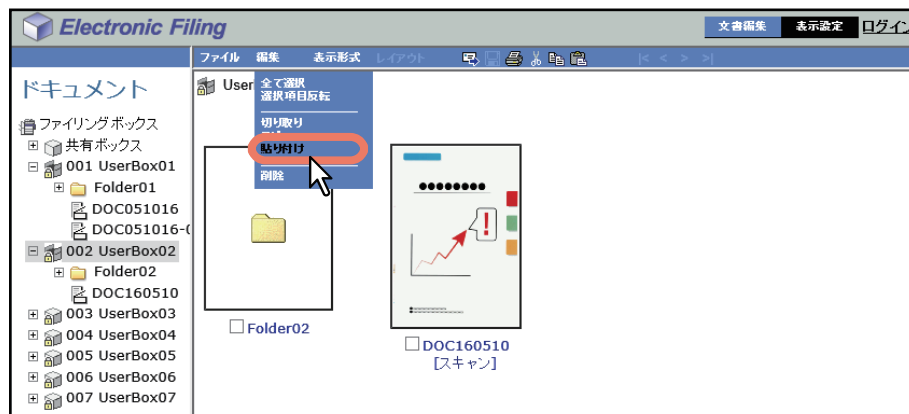 Electronic Filing
文書編集 表示設定 ログイン
ファイル 編集 表示形式 レイアウト |< < > >|
ドキュメント
ファイリングボックス
共有ボックス
001 UserBox01
Folder01
DOC051016
DOC051016-(
002 UserBox02
Folder02
DOC160510
003 UserBox03
004 UserBox04
005 UserBox05
006 UserBox06
007 UserBox07
User
全て選択
選択項目反転
切り取り
貼り付け
削除
Folder02
!
DOC160510
[スキャン]